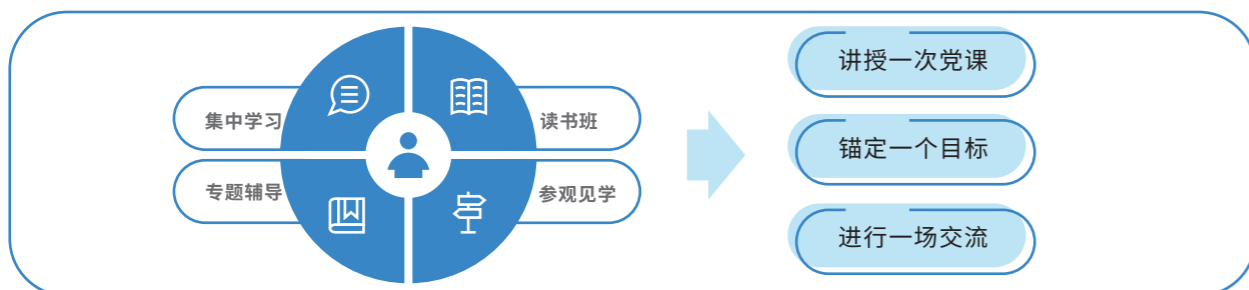 集中学习
读书班
专题辅导
参观见学
讲授一次党课
锚定一个目标
进行一场交流